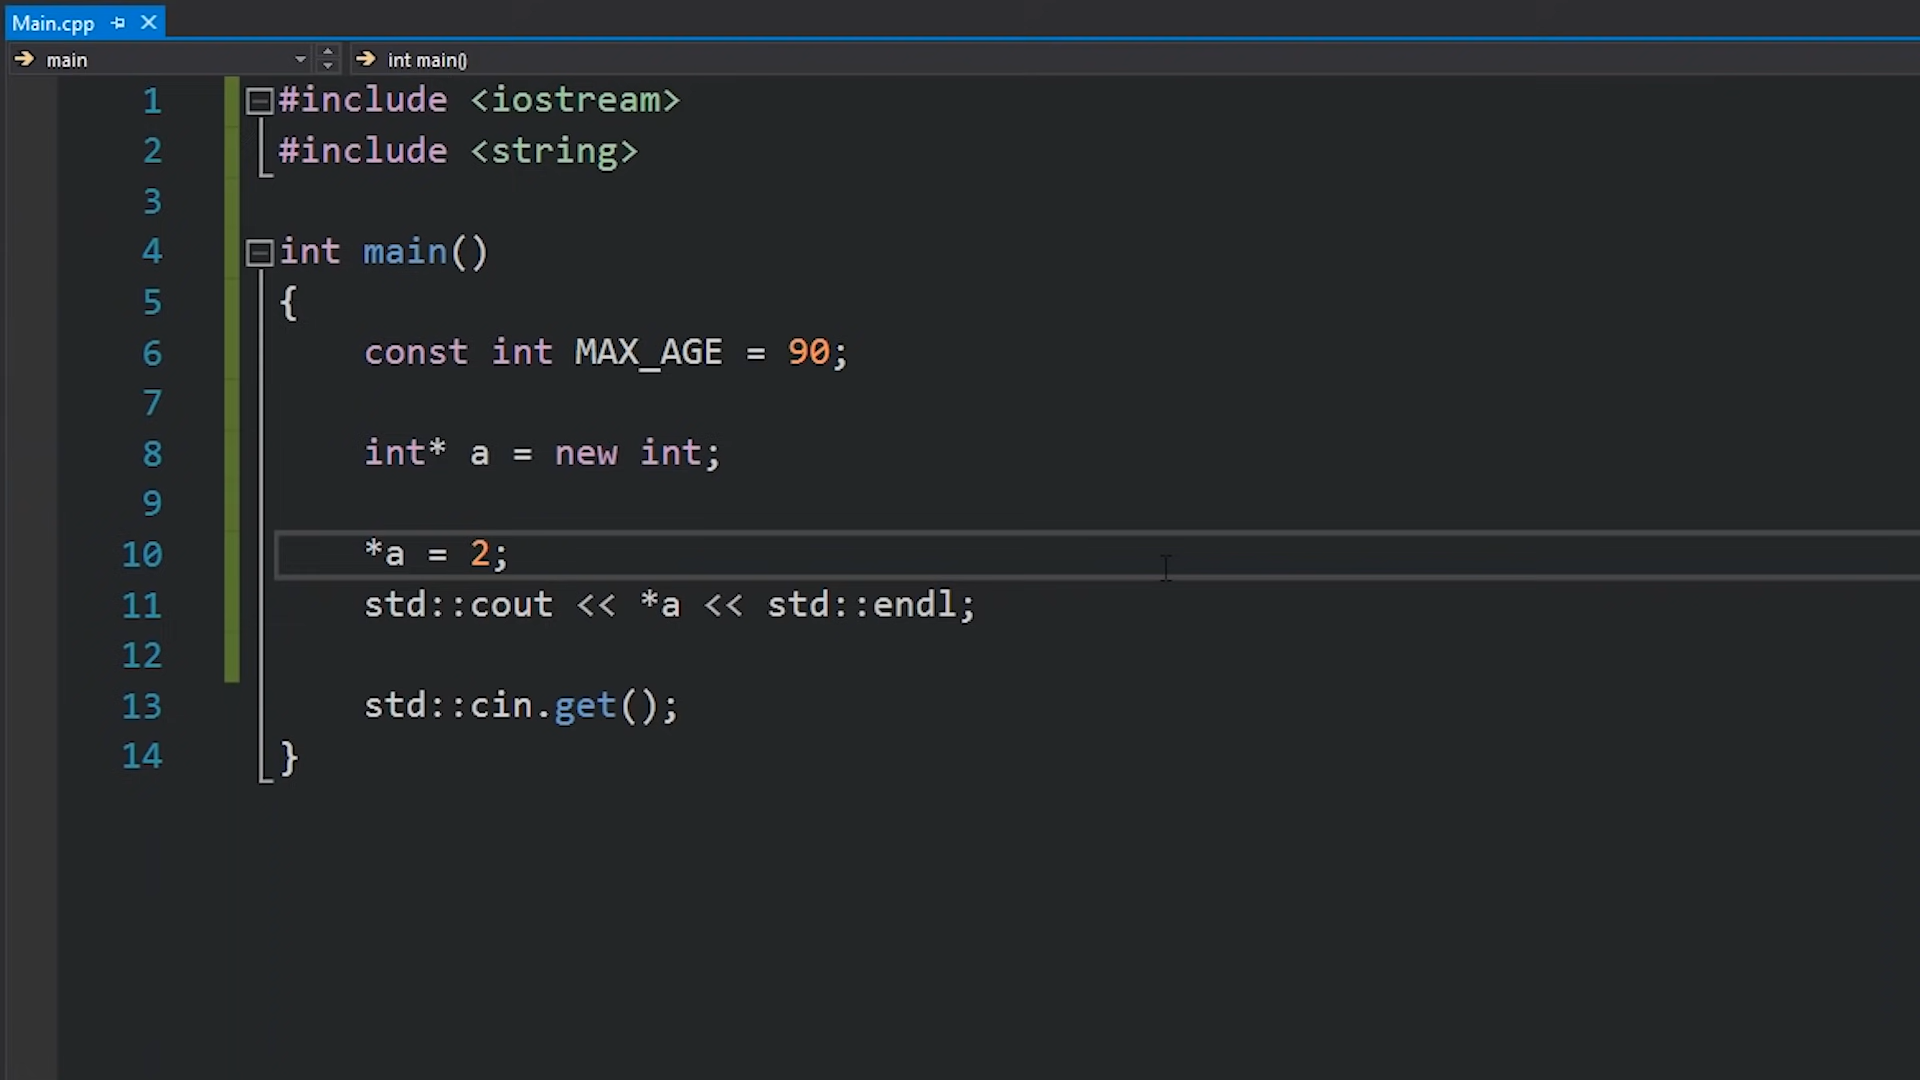 Main.cpp
main
int main()
1 #include <iostream>
2 #include <string>
3
4 int main()
5 {
6 const int MAX_AGE = 90;
7
8 int* a = new int;
9
10 *a = 2;
11 std::cout << *a << std::endl;
12
13 std::cin.get();
14 }